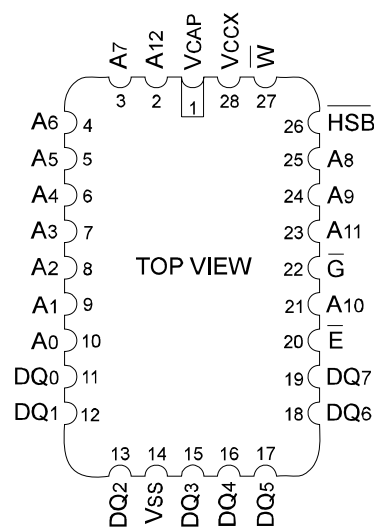 A7 A12 VCAP VCCX W
3 2 1 28 27
A6 4 26 HSB
A5 5 25 A8
A4 6 24 A9
A3 7 23 A11
A2 8 TOP VIEW 22 G
A1 9 21 A10
A0 10 20 E
DQ0 11 19 DQ7
DQ1 12 18 DQ6
13 14 15 16 17
DQ2 VSS DQ3 DQ4 DQ5